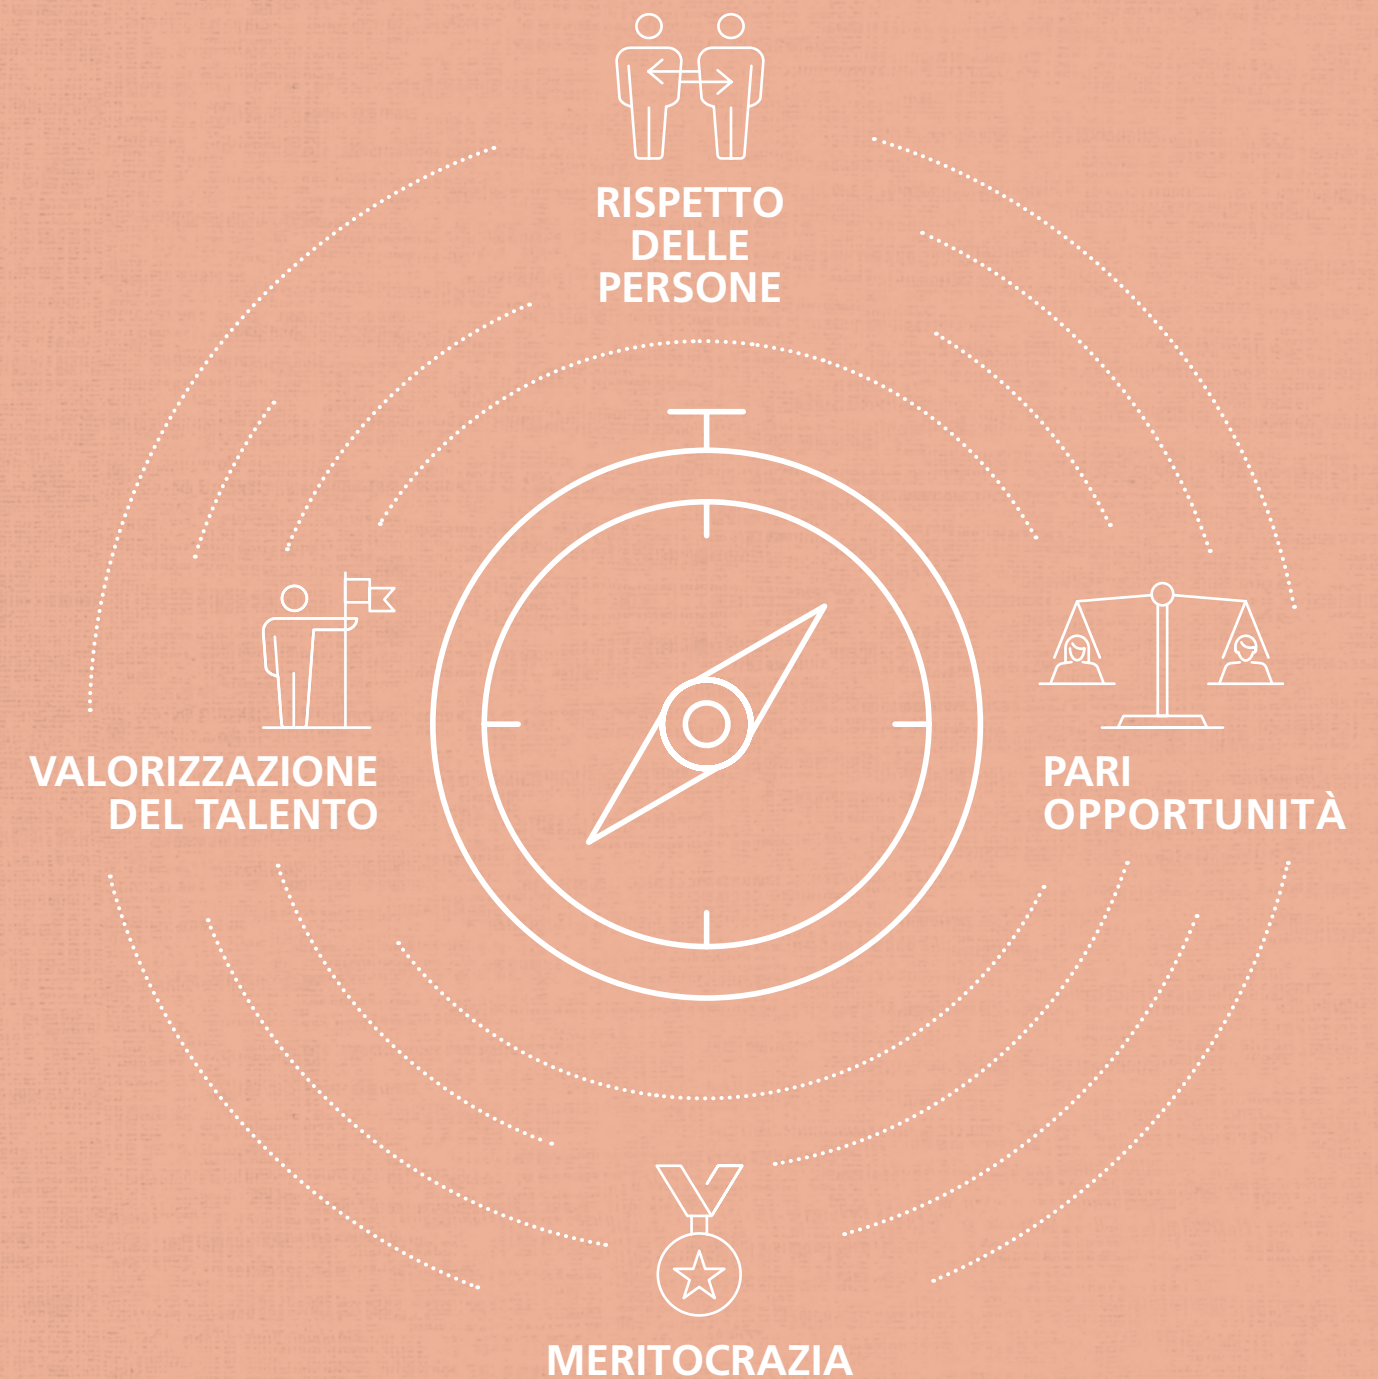 RISPETTO
DELLE
PERSONE
VALORIZZAZIONE
DEL TALENTO
PARI
OPPORTUNITÀ
MERITOCRAZIA